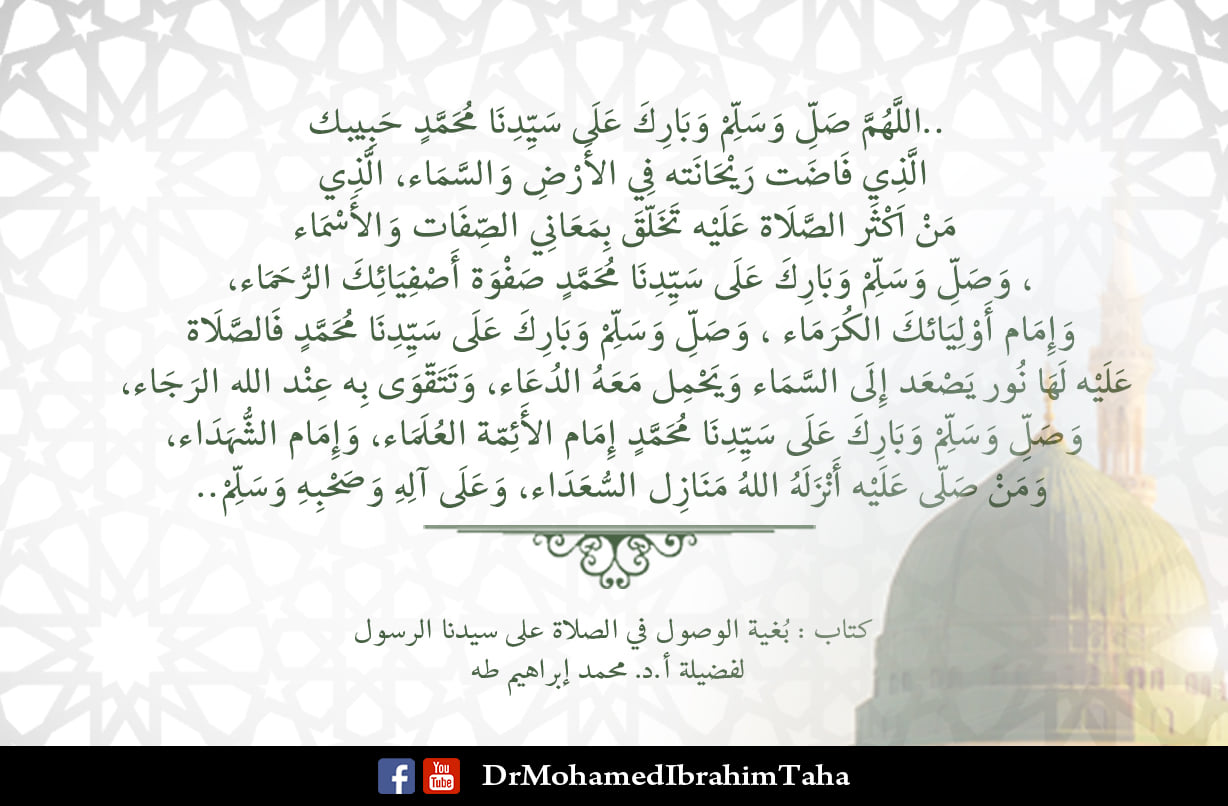 ..اللَّهُمَّ صَلِّ وَسَلِّمْ وَبَارِكَ عَلَى سَيِّدِنَا مُحَمَّدٍ حَبِيبك
الَّذِي فَاضَت رَيْحَانَته فِي الأَرْضِ وَالسَّمَاء، الَّذِي
مَنْ اَكْثَر الصَّلَاة عَلَيْه تَخَلّقَ بِمَعَانِي الصِّفَات وَالأَسْمَاء
، وَصَلِّ وَسَلِّمْ وَبَارِكَ عَلَى سَيِّدِنَا مُحَمَّدٍ صَفْوَة أَصْفِيَائِكَ الرُّحَمَاء،
وَإِمَام أَوْلِيَائكَ الكُرَمَاء ، وَصَلِّ وَسَلِّمْ وَبَارِكَ عَلَى سَيِّدِنَا مُحَمَّدٍ فَالصَّلَاة
عَلَيْه لَهَا نُور يَصْعَد إِلَى السَّمَاء وَيَحْمِل مَعَهُ الدُعَاء، وَتَتَقّوَى بِه عِنْد الله الرَجَاء،
وَصَلِّ وَسَلِّمْ وَبَارِكَ عَلَى سَيِّدِنَا مُحَمَّدٍ إِمَام الأَئِمّة العُلَمَاء، وَإِمَام الشُّهَدَاء،
وَمَنْ صَلّى عَلَيْه أَنْزَلَهُ اللهُ مَنَازِل السُّعَدَاء، وَعَلَى آلِهِ وَصَحْبِهِ وَسَلِّمْ..
كتاب : بُغية الوصول في الصلاة على سيدنا الرسول
لفضيلة أ.د. محمد إبراهيم طه
You Tube DrMohamedIbrahimTaha